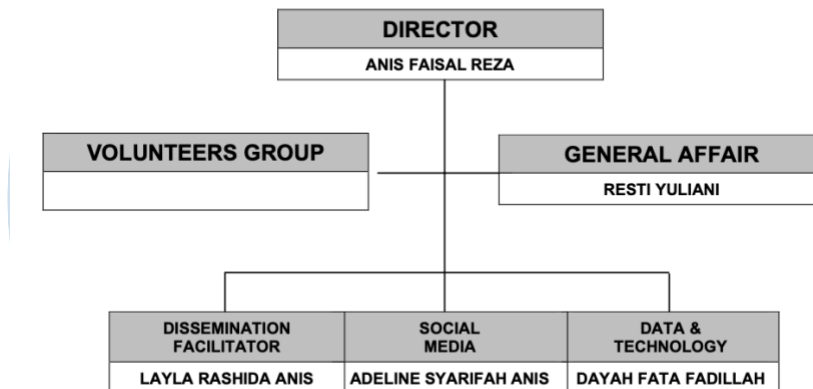 DIRECTOR
ANIS FAISAL REZA
VOLUNTEERS GROUP
GENERAL AFFAIR
RESTI YULIANI
DISSEMINATION
FACILITATOR
LAYLA RASHIDA ANIS
SOCIAL
MEDIA
ADELINE SYARIFAH ANIS
DATA &
TECHNOLOGY
DAYAH FATA FADILLAH